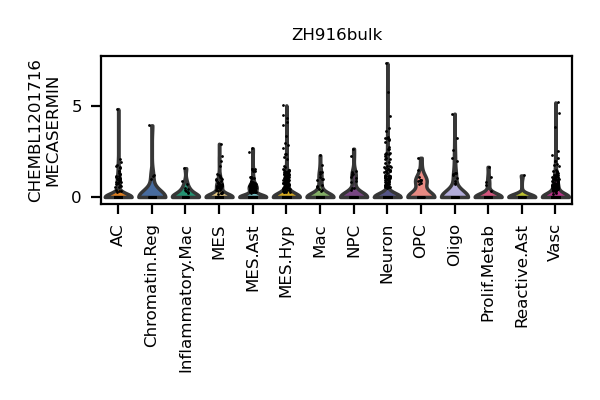 ZH916bulk
CHEMBL1201716
MECASERMIN
5
0
AC
Chromatin.Reg
Inflammatory.Mac
MES
MES.Ast
MES.Hyp
Mac
NPC
Neuron
OPC
Oligo
Prolif.Metab
Reactive.Ast
Vasc